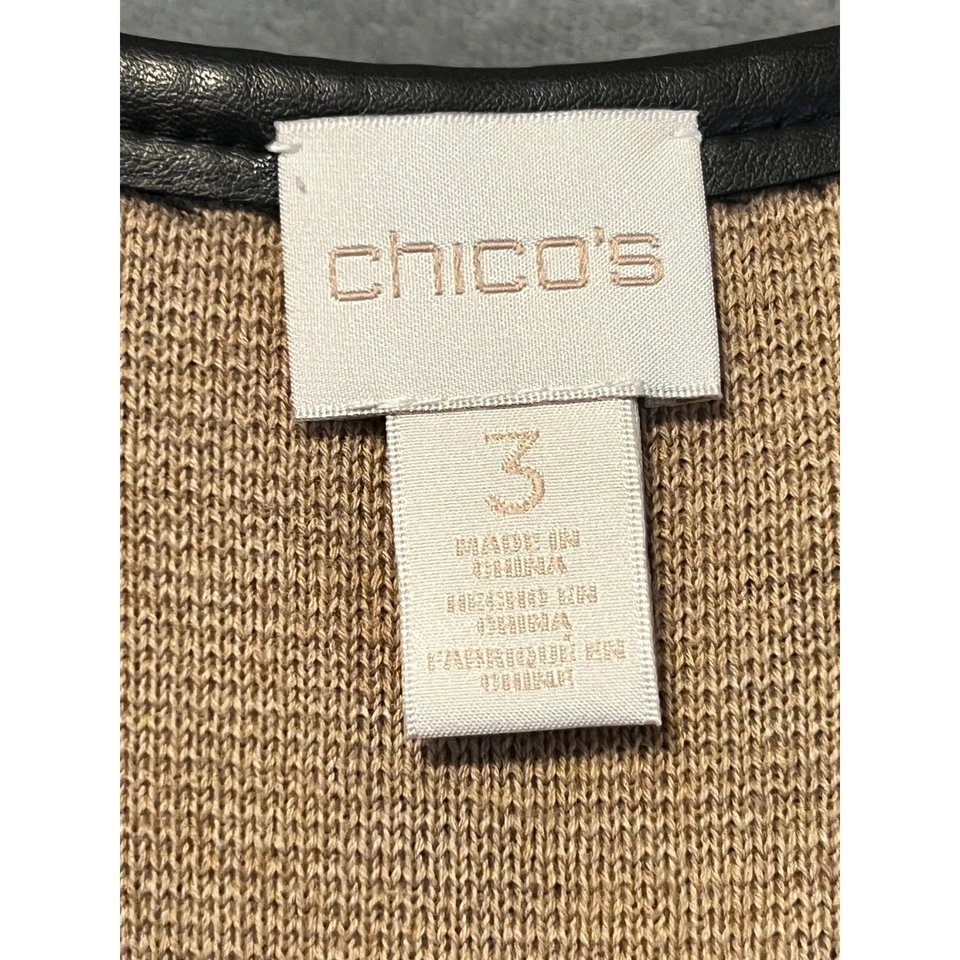 chico's
3
MADE IN
CHINA
HECHO EN
CHINA
FABRIQUÉ EN
CHINE